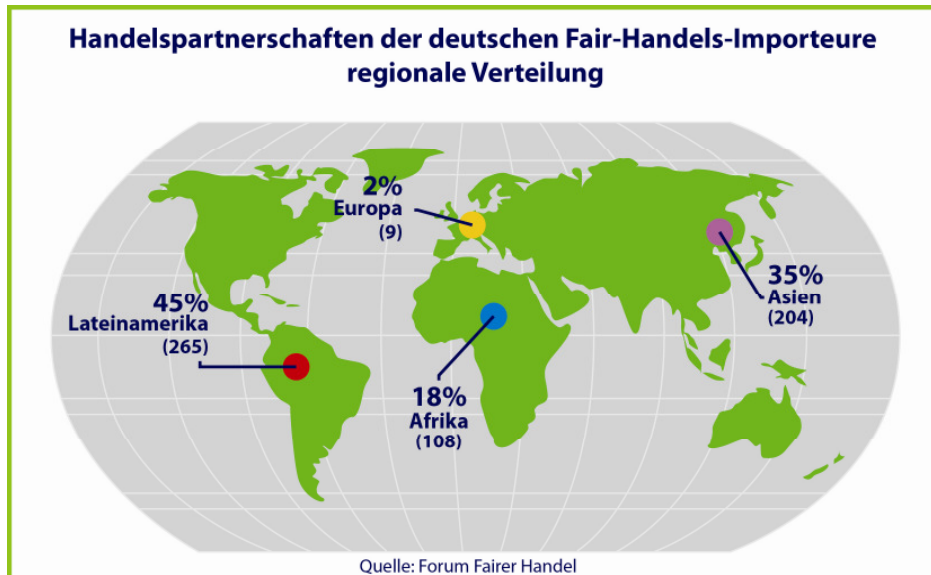 Handelspartnerschaften der deutschen Fair-Handels-Importeure
regionale Verteilung
2%
Europa
(9)
35%
Asien
(204)
45%
Lateinamerika
(265)
18%
Afrika
(108)
Quelle: Forum Fairer Handel